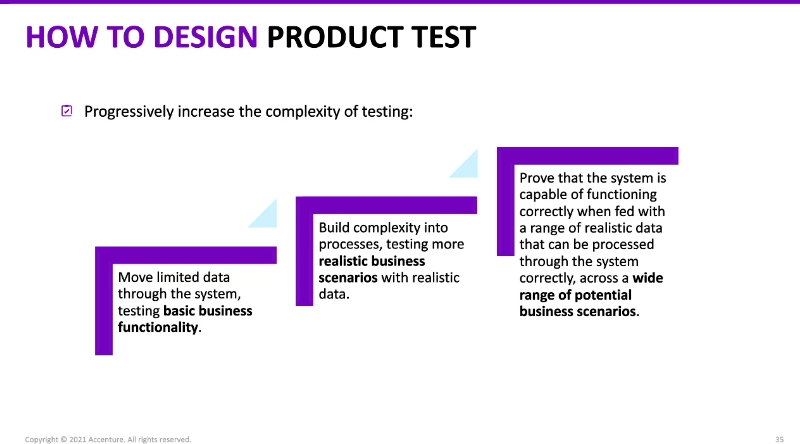 HOW TO DESIGN PRODUCT TEST
Progressively increase the complexity of testing:
Move limited data
through the system,
testing basic business
functionality.
Build complexity into
processes, testing more
realistic business
scenarios with realistic
data.
Prove that the system is
capable of functioning
correctly when fed with
a range of realistic data
that can be processed
through the system
correctly, across a wide
range of potential
business scenarios.
Copyright © 2021 Accenture. All rights reserved.
35